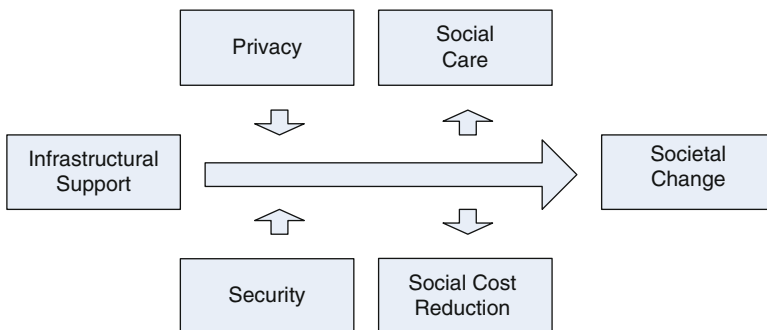 Privacy
Social
Care
Infrastructural
Support
Societal
Change
Security
Social Cost
Reduction